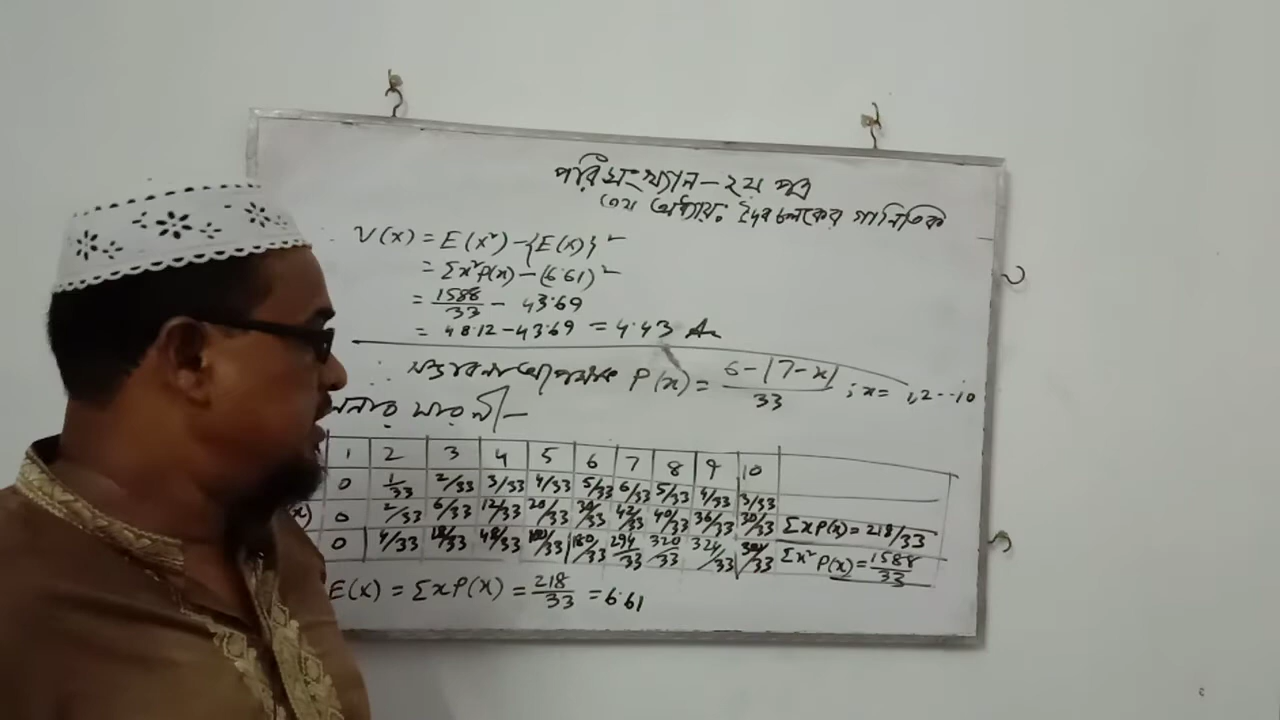 পরিসংখ্যান – ২য় পত্র
৩য় অধ্যায়: দৈব চলকের গানিতিক
V(x) = E(x²) – {E(x)}²
= Σx²P(x) – (6.61)²
= 1588/33 – 43.69
= 48.12 – 43.69 = 4.43 Ans
P(x) = 6 – |7 – x| / 33 ; x = 1,2 -- 10
সারনী –
1 2 3 4 5 6 7 8 9 10
0 1/33 2/33 3/33 4/33 5/33 6/33 5/33 4/33 3/33
(x) 0 2/33 6/33 12/33 20/33 30/33 42/33 40/33 36/33 30/33 ΣxP(x) = 218/33
0 4/33 18/33 48/33 100/33 180/33 294/33 320/33 324/33 Σx²P(x) = 1588/33
E(x) = ΣxP(x) = 218/33 = 6.61